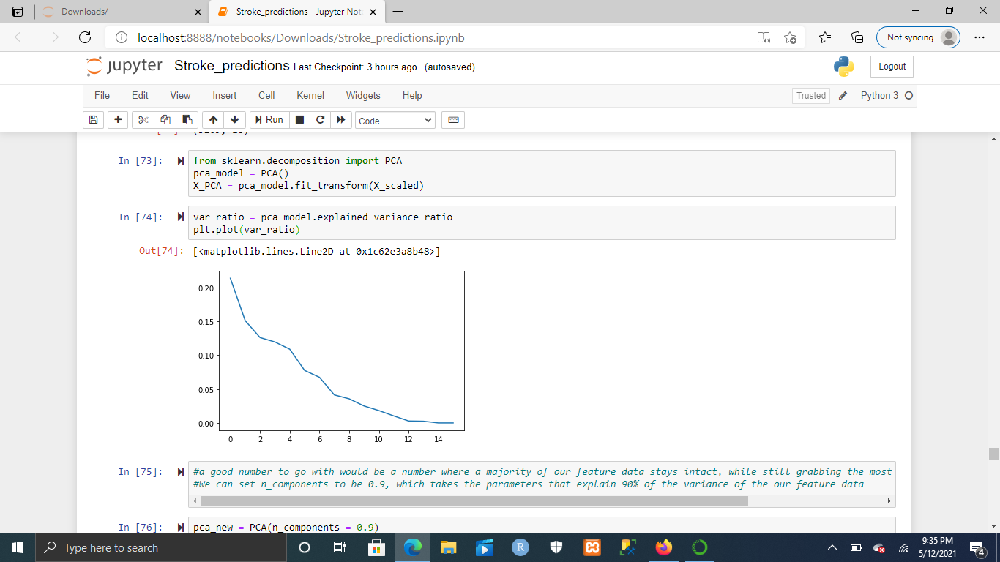 Downloads/
Stroke_predictions - Jupyter Not
localhost:8888/notebooks/Downloads/Stroke_predictions.ipynb
Not syncing
jupyter Stroke_predictions Last Checkpoint: 3 hours ago (autosaved)
Logout
File Edit View Insert Cell Kernel Widgets Help
Trusted
Python 3
Run
Code
In [73]:
from sklearn.decomposition import PCA
pca_model = PCA()
X_PCA = pca_model.fit_transform(X_scaled)
In [74]:
var_ratio = pca_model.explained_variance_ratio_
plt.plot(var_ratio)
Out[74]: [<matplotlib.lines.Line2D at 0x1c62e3a8b48>]
0.20
0.15
0.10
0.05
0.00
0 2 4 6 8 10 12 14
In [75]:
#a good number to go with would be a number where a majority of our feature data stays intact, while still grabbing the most
#We can set n_components to be 0.9, which takes the parameters that explain 90% of the variance of the our feature data
In [76]: pca_new = PCA(n_components = 0.9)
Type here to search
R
9:35 PM
5/12/2021
4